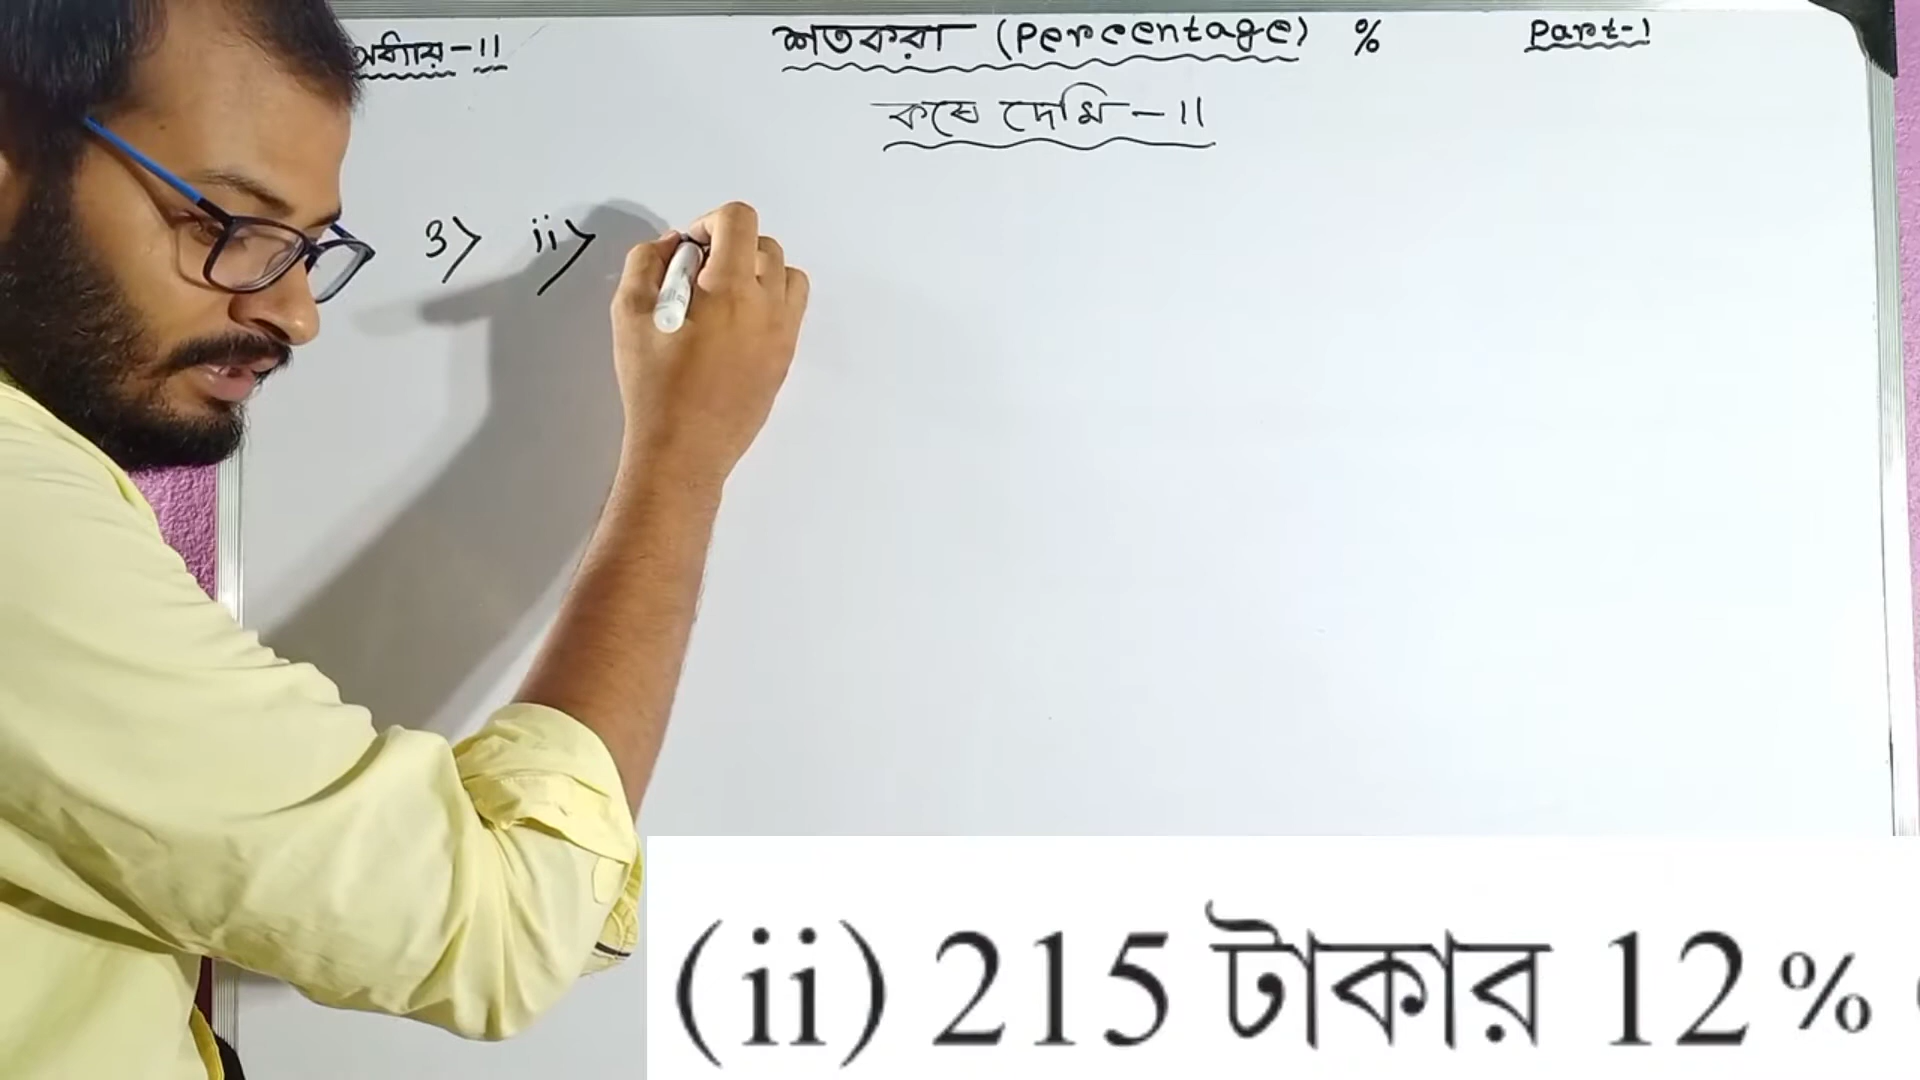 অধ্যায় - 11
শতকরা (Percentage) % Part-1
কষে দেখি - 11
3> ii>
(ii) 215 টাকার 12 %